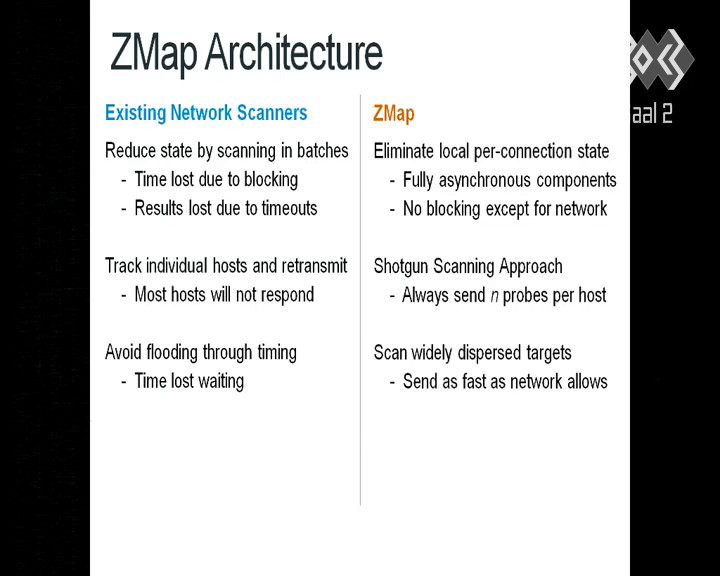 ZMap Architecture
Existing Network Scanners
Reduce state by scanning in batches
- Time lost due to blocking
- Results lost due to timeouts
Track individual hosts and retransmit
- Most hosts will not respond
Avoid flooding through timing
- Time lost waiting
ZMap
Eliminate local per-connection state
- Fully asynchronous components
- No blocking except for network
Shotgun Scanning Approach
- Always send n probes per host
Scan widely dispersed targets
- Send as fast as network allows
aal 2